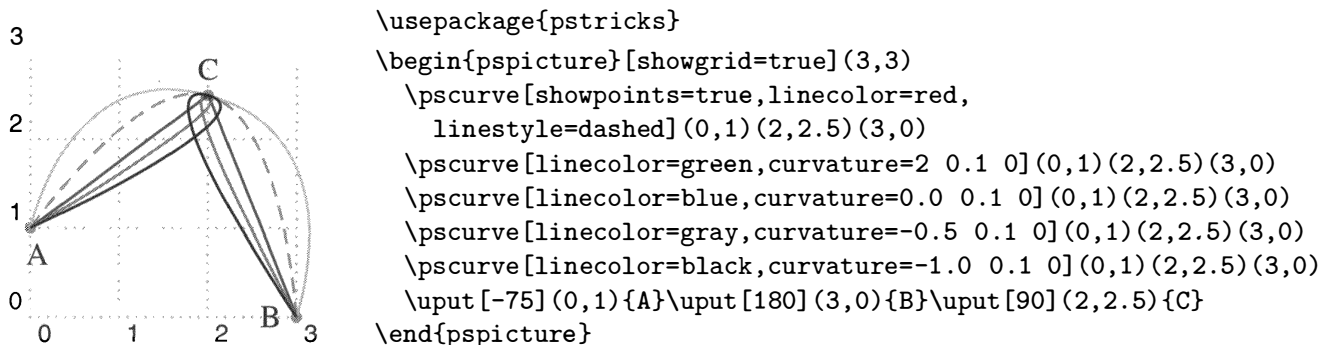 3
C
2
1
A
0
B
0 1 2 3
\usepackage{pstricks}
\begin{pspicture}[showgrid=true](3,3)
\pscurve[showpoints=true,linecolor=red,
linestyle=dashed](0,1)(2,2.5)(3,0)
\pscurve[linecolor=green,curvature=2 0.1 0](0,1)(2,2.5)(3,0)
\pscurve[linecolor=blue,curvature=0.0 0.1 0](0,1)(2,2.5)(3,0)
\pscurve[linecolor=gray,curvature=-0.5 0.1 0](0,1)(2,2.5)(3,0)
\pscurve[linecolor=black,curvature=-1.0 0.1 0](0,1)(2,2.5)(3,0)
\uput[-75](0,1){A}\uput[180](3,0){B}\uput[90](2,2.5){C}
\end{pspicture}